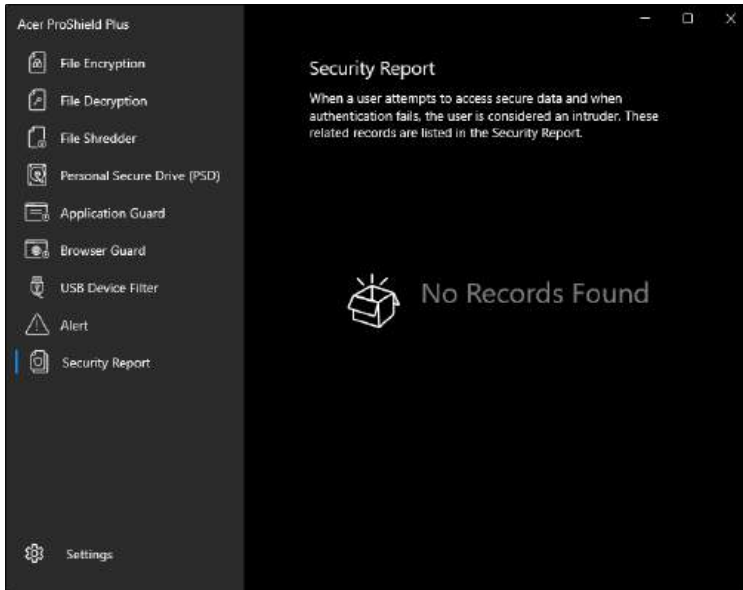 Acer ProShield Plus
File Encryption
File Decryption
File Shredder
Personal Secure Drive (PSD)
Application Guard
Browser Guard
USB Device Filter
Alert
Security Report
Settings
Security Report
When a user attempts to access secure data and when
authentication fails, the user is considered an intruder. These
related records are listed in the Security Report.
No Records Found